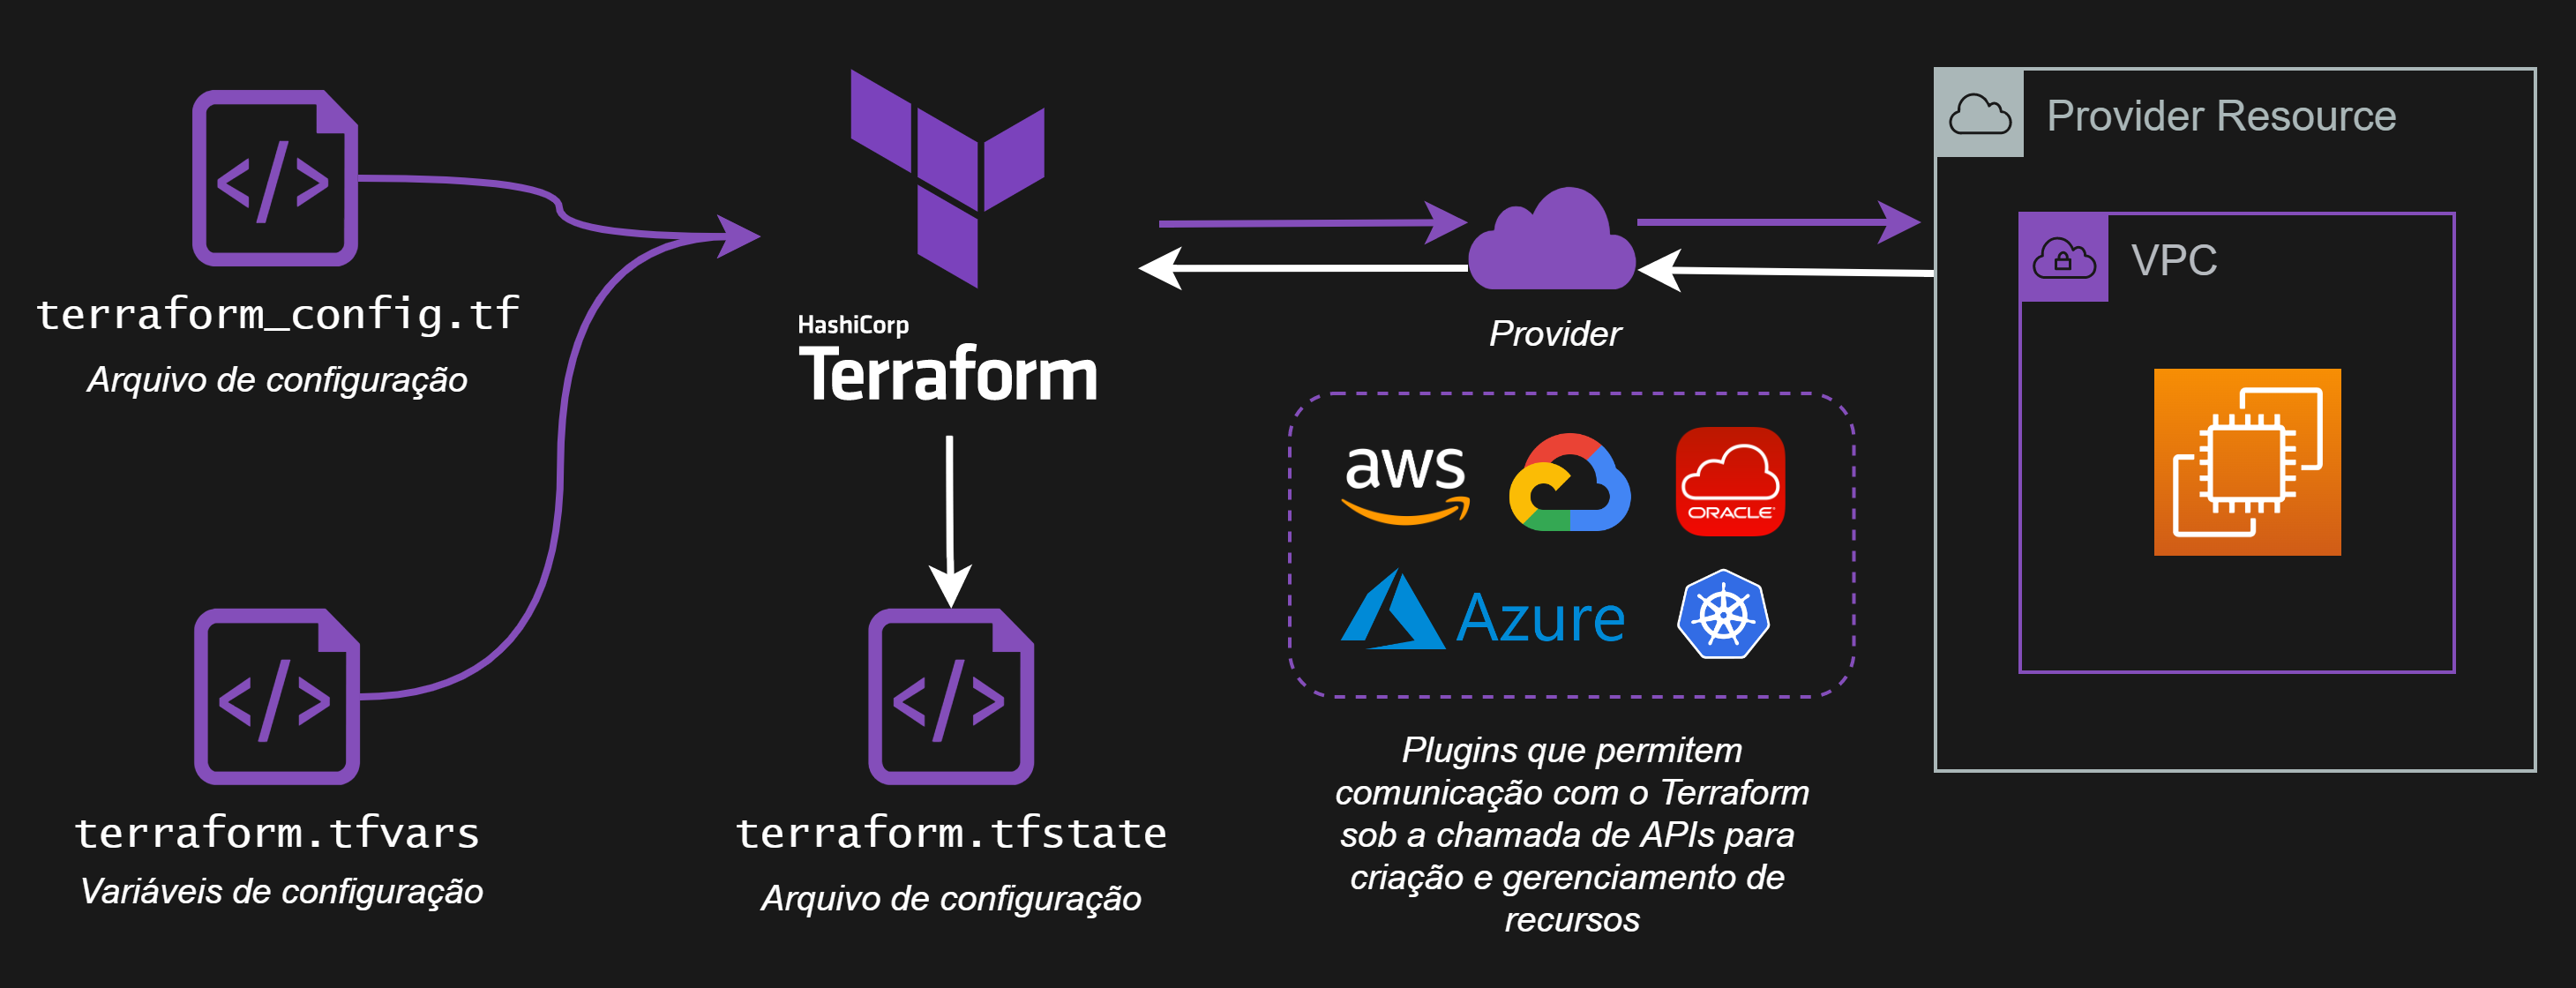 terraform_config.tf
Arquivo de configuração
terraform.tfvars
Variáveis de configuração
HashiCorp
Terraform
terraform.tfstate
Arquivo de configuração
Provider
aws
ORACLE
Azure
Plugins que permitem
comunicação com o Terraform
sob a chamada de APIs para
criação e gerenciamento de
recursos
Provider Resource
VPC